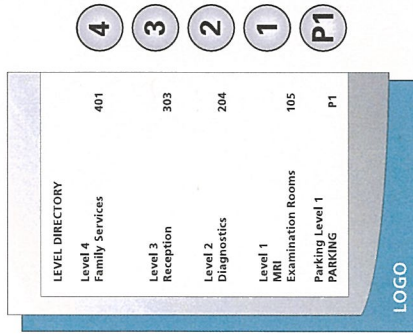 LEVEL DIRECTORY
Level 4
Family Services 401
Level 3
Reception 303
Level 2
Diagnostics 204
Level 1
MRI
Examination Rooms 105
Parking Level 1
PARKING P1
LOGO
4
3
2
1
P1